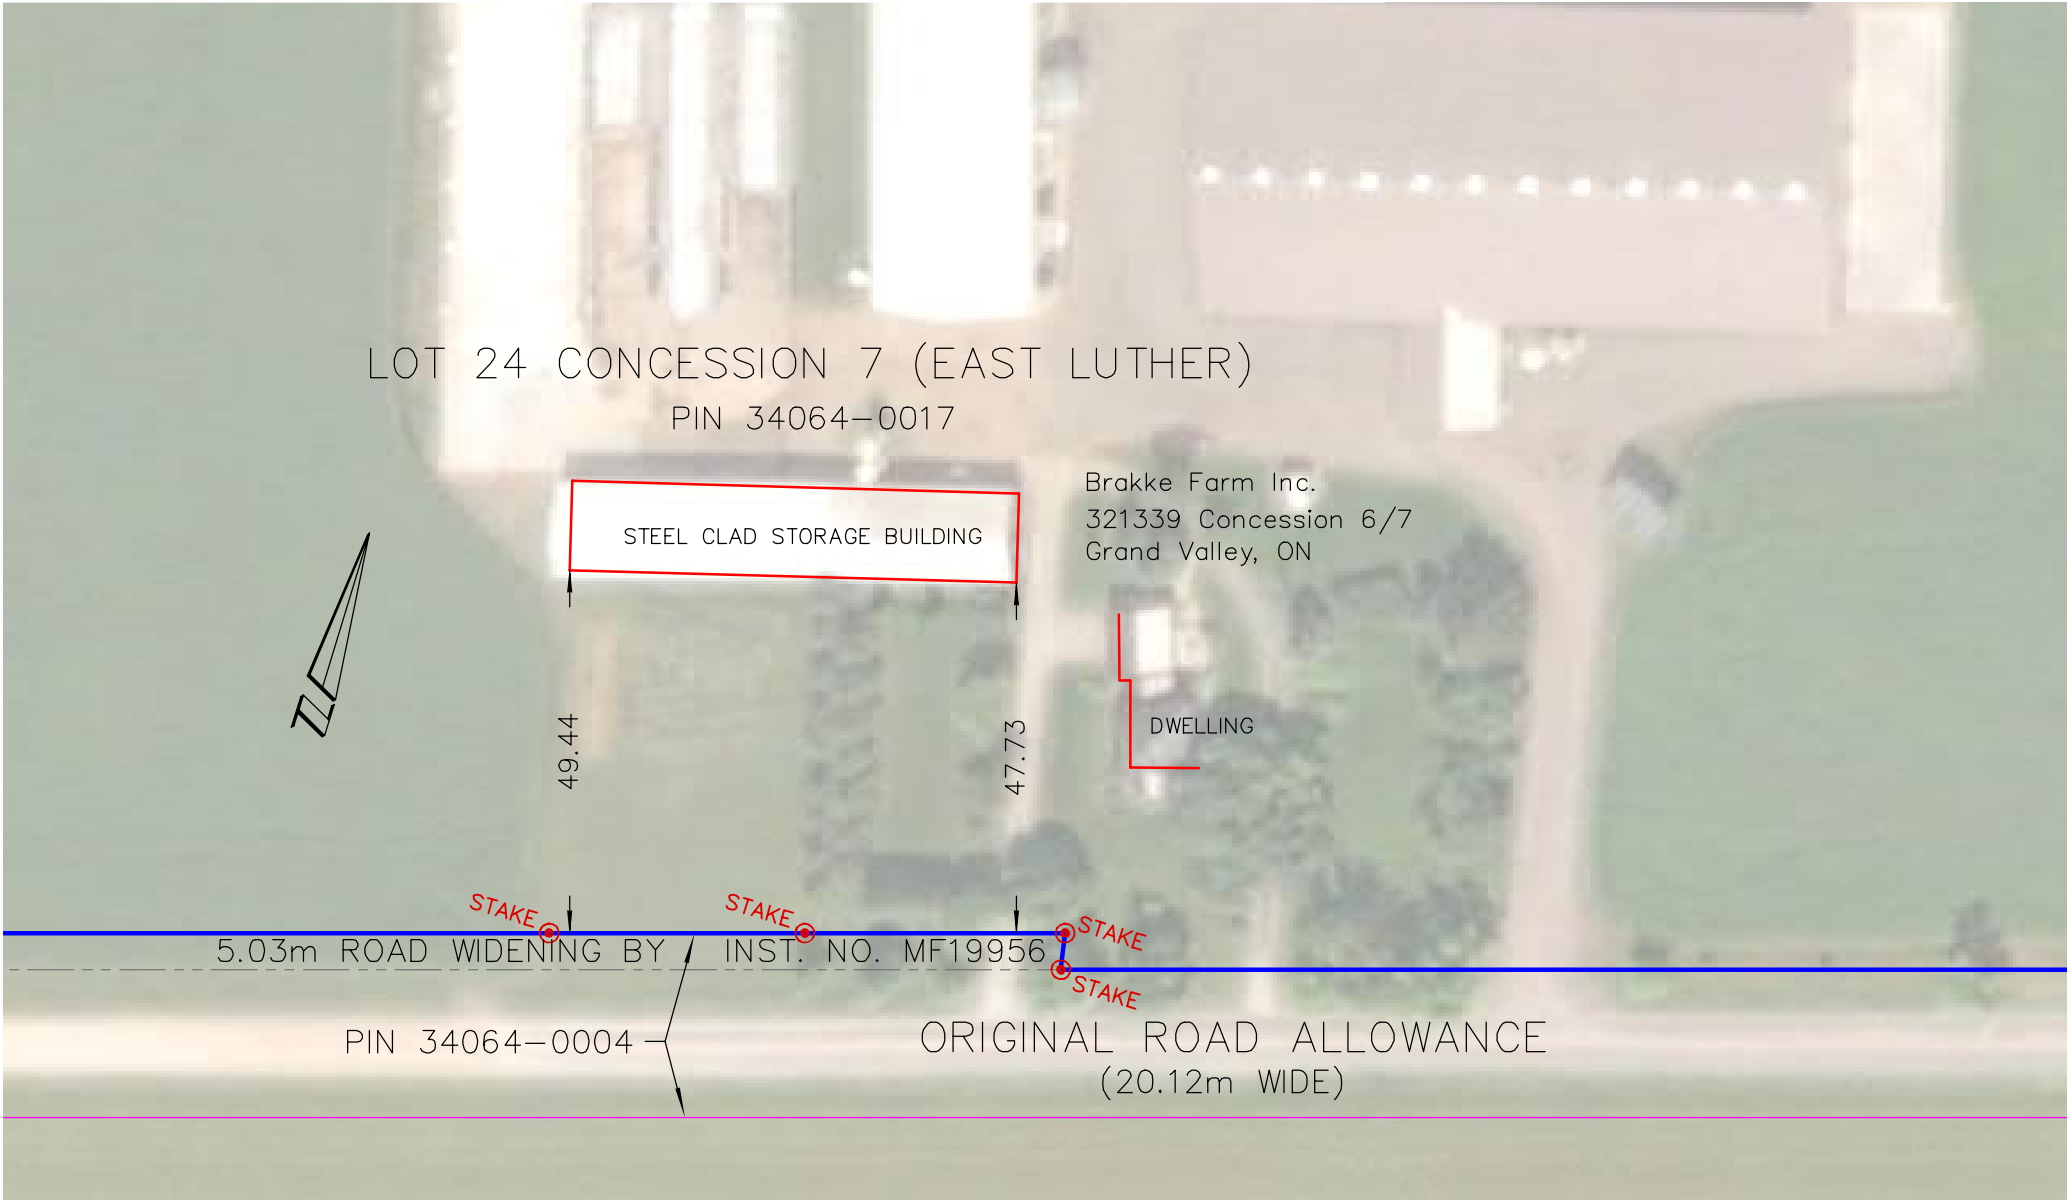 LOT 24 CONCESSION 7 (EAST LUTHER)
PIN 34064-0017
Brakke Farm Inc.
321339 Concession 6/7
Grand Valley, ON
STEEL CLAD STORAGE BUILDING
49.44
47.73
DWELLING
STAKE
STAKE
STAKE
5.03m ROAD WIDENING BY INST. NO. MF19956
STAKE
PIN 34064-0004
ORIGINAL ROAD ALLOWANCE
(20.12m WIDE)